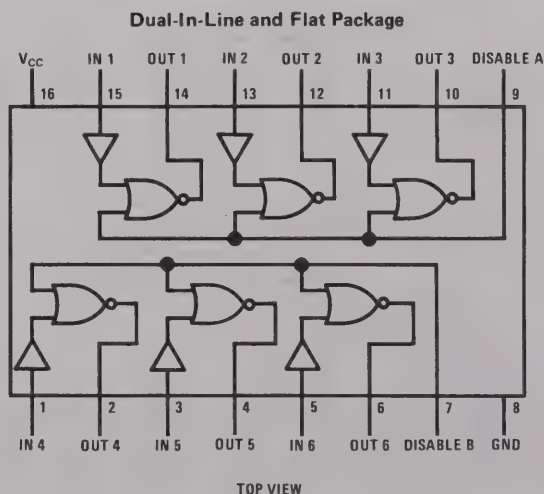 Dual-In-Line and Flat Package
VCC IN 1 OUT 1 IN 2 OUT 2 IN 3 OUT 3 DISABLE A
16 15 14 13 12 11 10 9
1 2 3 4 5 6 7 8
IN 4 OUT 4 IN 5 OUT 5 IN 6 OUT 6 DISABLE B GND
TOP VIEW